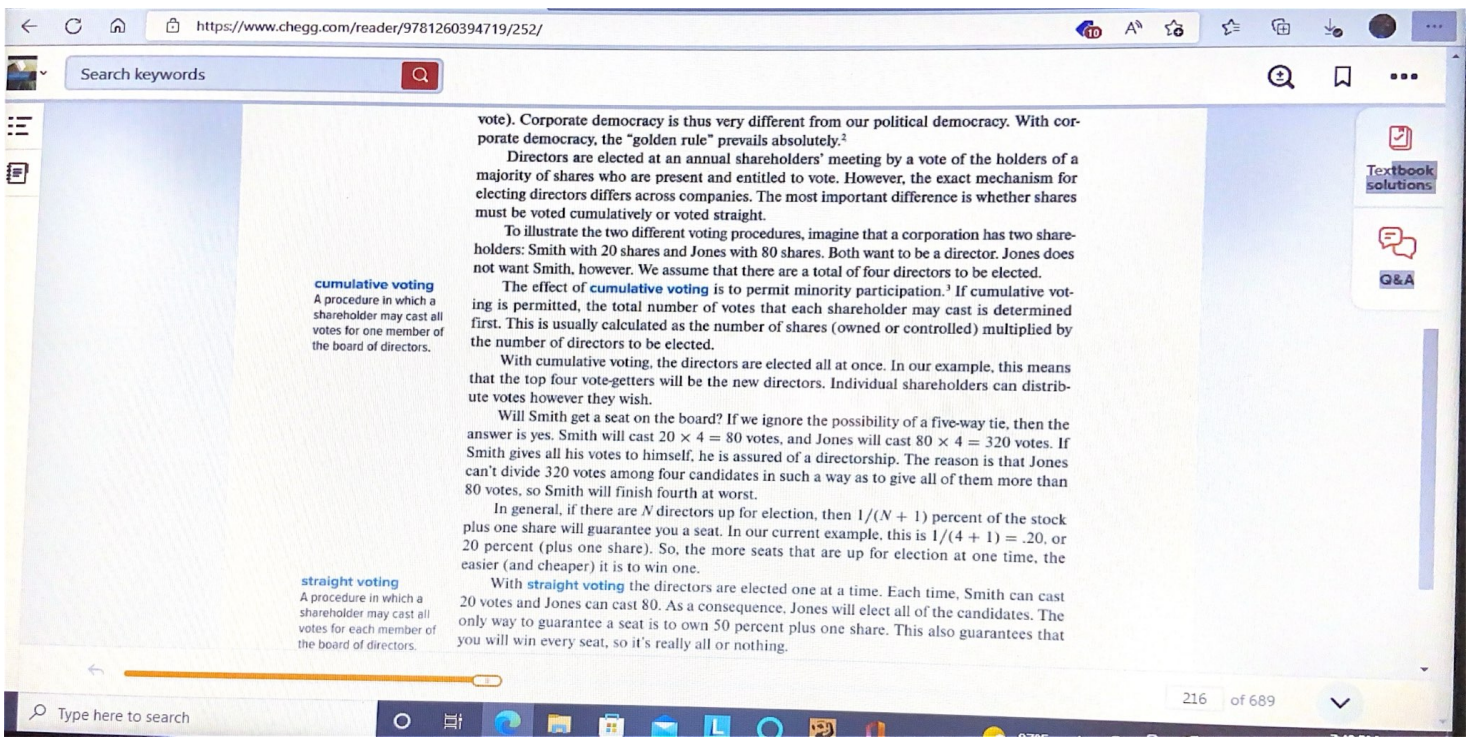 https://www.chegg.com/reader/9781260394719/252/
10
Search keywords
vote). Corporate democracy is thus very different from our political democracy. With cor-
porate democracy, the “golden rule” prevails absolutely.²
Directors are elected at an annual shareholders’ meeting by a vote of the holders of a
majority of shares who are present and entitled to vote. However, the exact mechanism for
electing directors differs across companies. The most important difference is whether shares
must be voted cumulatively or voted straight.
To illustrate the two different voting procedures, imagine that a corporation has two share-
holders: Smith with 20 shares and Jones with 80 shares. Both want to be a director. Jones does
not want Smith, however. We assume that there are a total of four directors to be elected.
cumulative voting
A procedure in which a
shareholder may cast all
votes for one member of
the board of directors.
The effect of cumulative voting is to permit minority participation.³ If cumulative vot-
ing is permitted, the total number of votes that each shareholder may cast is determined
first. This is usually calculated as the number of shares (owned or controlled) multiplied by
the number of directors to be elected.
With cumulative voting, the directors are elected all at once. In our example, this means
that the top four vote-getters will be the new directors. Individual shareholders can distrib-
ute votes however they wish.
Will Smith get a seat on the board? If we ignore the possibility of a five-way tie, then the
answer is yes. Smith will cast 20 × 4 = 80 votes, and Jones will cast 80 × 4 = 320 votes. If
Smith gives all his votes to himself, he is assured of a directorship. The reason is that Jones
can’t divide 320 votes among four candidates in such a way as to give all of them more than
80 votes, so Smith will finish fourth at worst.
In general, if there are N directors up for election, then 1/(N + 1) percent of the stock
plus one share will guarantee you a seat. In our current example, this is 1/(4 + 1) = .20, or
20 percent (plus one share). So, the more seats that are up for election at one time, the
easier (and cheaper) it is to win one.
straight voting
A procedure in which a
shareholder may cast all
votes for each member of
the board of directors.
With straight voting the directors are elected one at a time. Each time, Smith can cast
20 votes and Jones can cast 80. As a consequence, Jones will elect all of the candidates. The
only way to guarantee a seat is to own 50 percent plus one share. This also guarantees that
you will win every seat, so it’s really all or nothing.
Textbook
solutions
Q&A
216 of 689
Type here to search
L